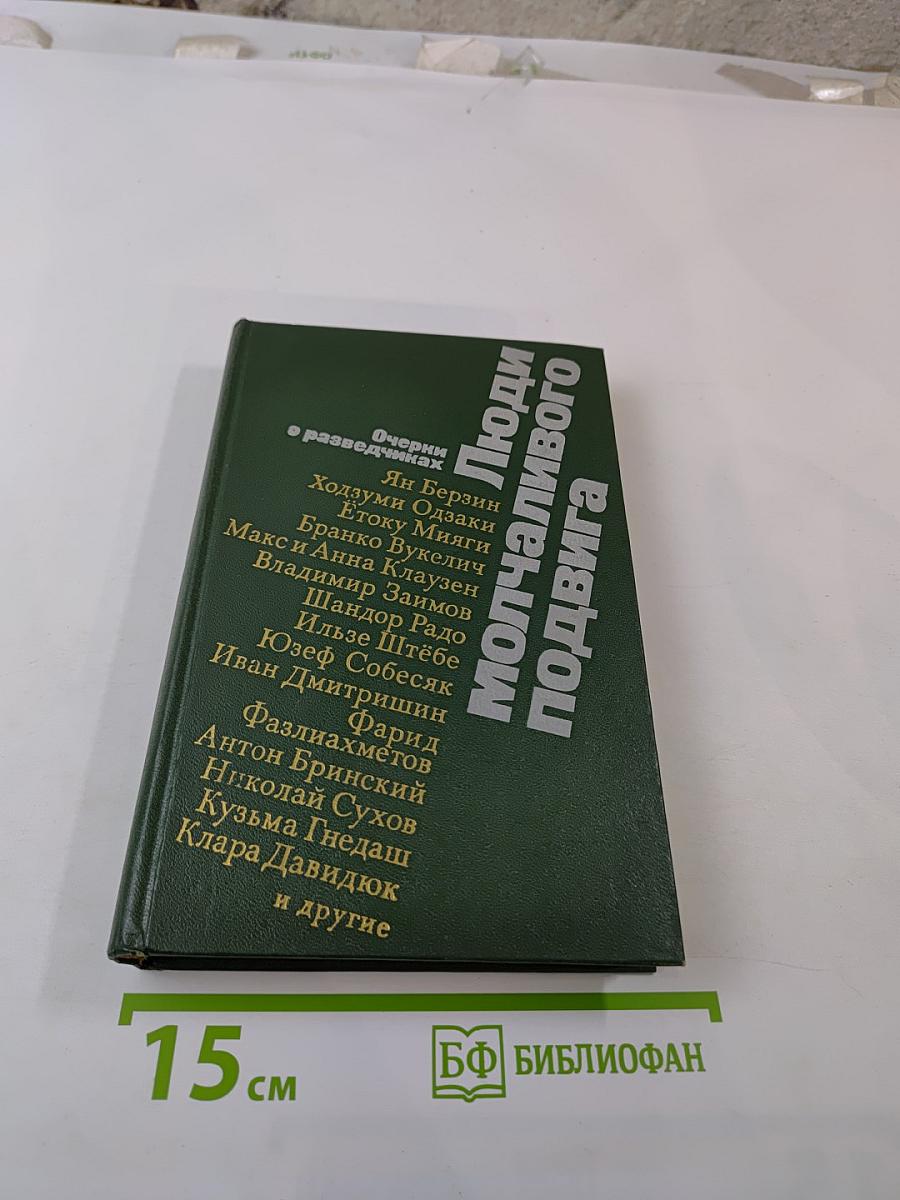 Люди
молчаливого
подвига
Очерки
о разведчиках
Ян Берзин
Ходзуми Одзаки
Ётоку Мияги
Бранко Вукелич
Макс и Анна Клаузен
Владимир Заимов
Шандор Радо
Ильзе Штёбе
Юзеф Собесяк
Иван Дмитришин
Фарид
Фазлиахметов
Антон Бринский
Николай Сухов
Кузьма Гнедаш
Клара Давидюк
и другие
15 см
БФ БИБЛИОФАН